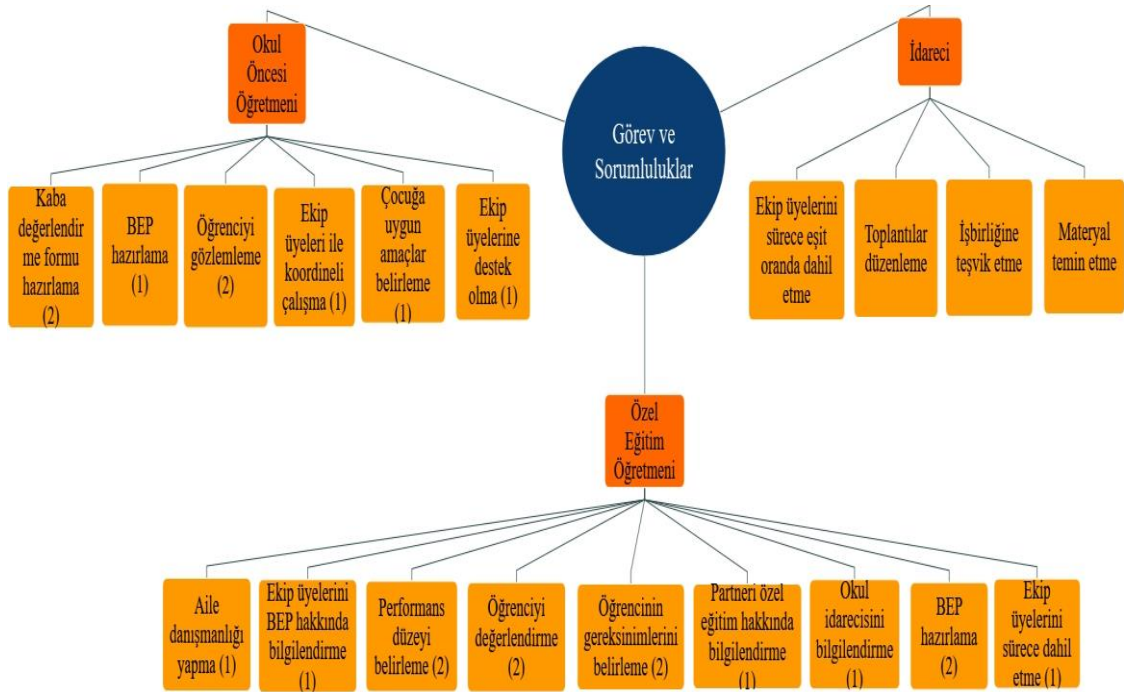 Okul
Öncesi
Öğretmeni
İdareci
Görev ve
Sorumluluklar
Kaba
değerlendir
me formu
hazırlama
(2)
BEP
hazırlama
(1)
Öğrenciyi
gözlemleme
(2)
Ekip
üyeleri ile
koordineli
çalışma (1)
Çocuğa
uygun
amaçlar
belirleme
(1)
Ekip
üyelerine
destek
olma (1)
Ekip üyelerini
sürece eşit
oranda dahil
etme
Toplantılar
düzenleme
İşbirliğine
teşvik etme
Materyal
temin etme
Özel
Eğitim
Öğretmeni
Aile
danışmanlığı
yapma (1)
Ekip üyelerini
BEP hakkında
bilgilendirme
(1)
Performans
düzeyi
belirleme (2)
Öğrenciyi
değerlendirme
(2)
Öğrencinin
gereksinimlerini
belirleme (2)
Partneri özel
eğitim hakkında
bilgilendirme
(1)
Okul
idarecisini
bilgilendirme
(1)
BEP
hazırlama
(2)
Ekip
üyelerini
sürece dahil
etme (1)